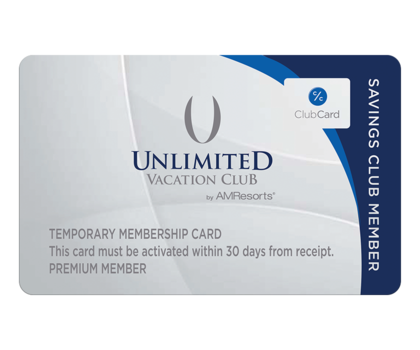 c/c
ClubCard
SAVINGS CLUB MEMBER
UNLIMITED
VACATION CLUB
by AMResorts®
TEMPORARY MEMBERSHIP CARD
This card must be activated within 30 days from receipt.
PREMIUM MEMBER